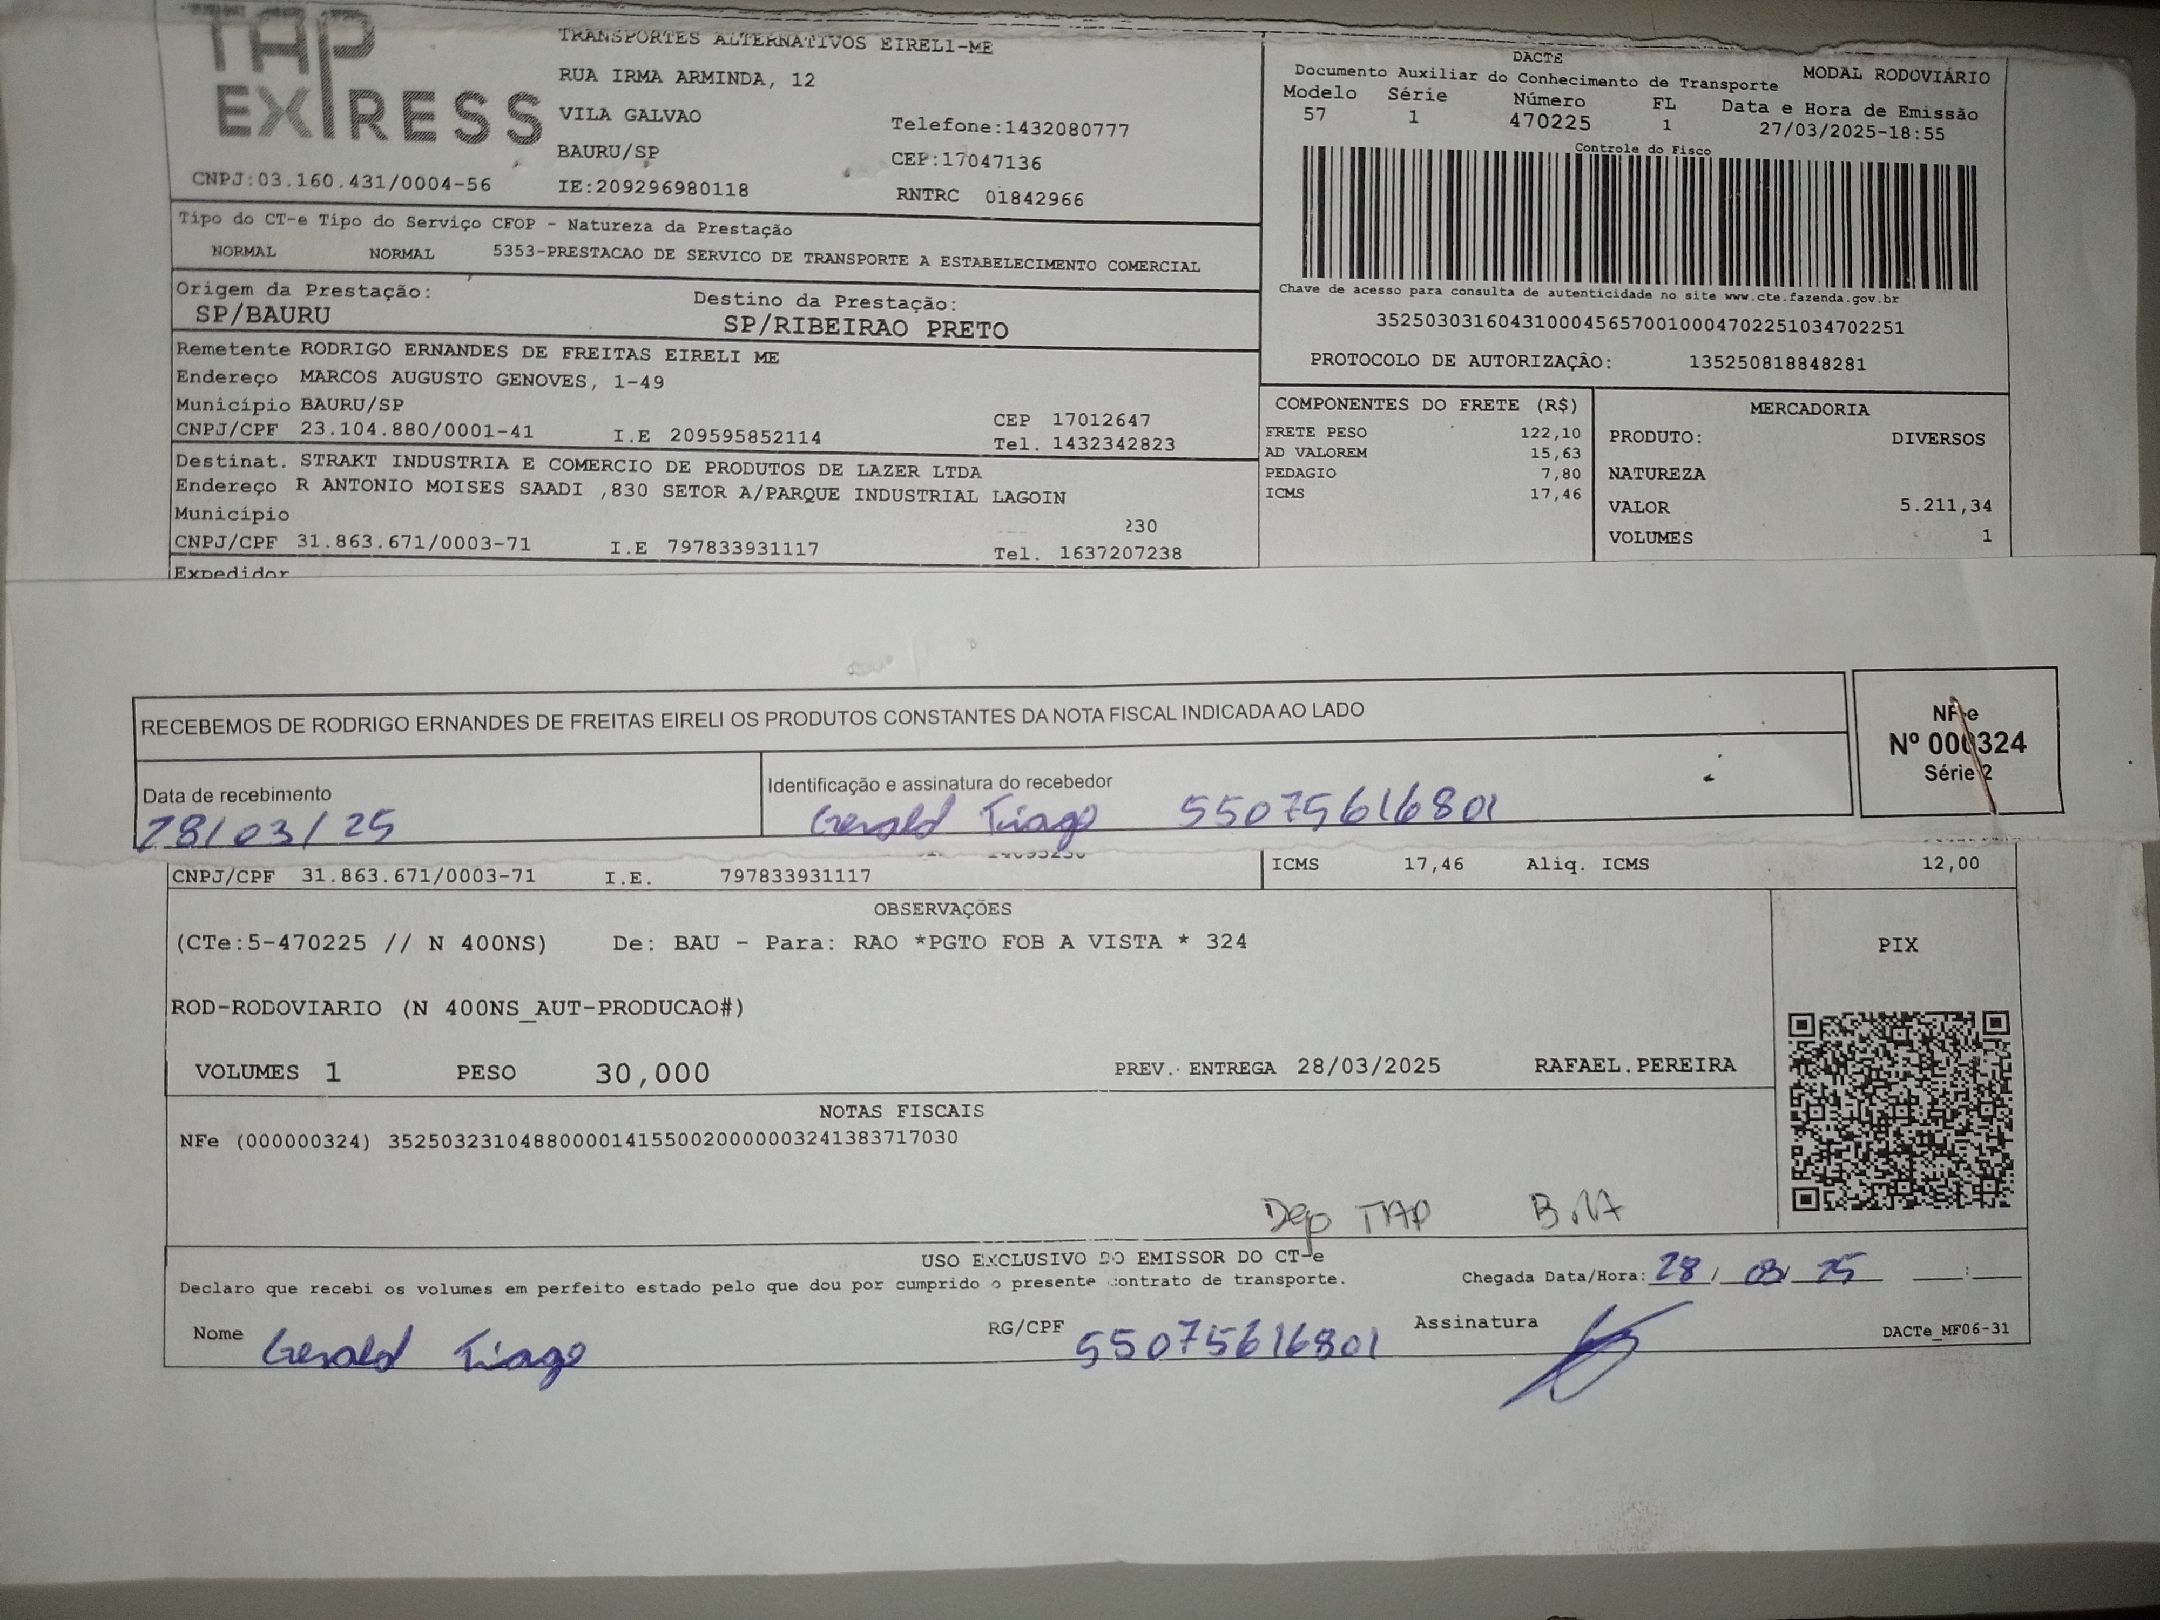 TAP
EXPRESS
TRANSPORTES ALTERNATIVOS EIRELI-ME
RUA IRMA ARMINDA, 12
VILA GALVAO
Telefone:1432080777
BAURU/SP
CEP:17047136
CNPJ:03.160.431/0004-56
IE:209296980118
RNTRC 01842966
DACTE
Documento Auxiliar do Conhecimento de Transporte
MODAL RODOVIÁRIO
Modelo Série Número FL Data e Hora de Emissão
57 1 470225 1 27/03/2025-18:55
Controle do Fisco
Chave de acesso para consulta de autenticidade no site www.cte.fazenda.gov.br
35250303160431000456570010004702251034702251
PROTOCOLO DE AUTORIZAÇÃO: 135250818848281
Tipo do CT-e Tipo do Serviço CFOP - Natureza da Prestação
NORMAL NORMAL 5353-PRESTACAO DE SERVICO DE TRANSPORTE A ESTABELECIMENTO COMERCIAL
Origem da Prestação: Destino da Prestação:
SP/BAURU SP/RIBEIRAO PRETO
Remetente RODRIGO ERNANDES DE FREITAS EIRELI ME
Endereço MARCOS AUGUSTO GENOVES, 1-49
Município BAURU/SP CEP 17012647
CNPJ/CPF 23.104.880/0001-41 I.E 209595852114 Tel. 1432342823
Destinat. STRAKT INDUSTRIA E COMERCIO DE PRODUTOS DE LAZER LTDA
Endereço R ANTONIO MOISES SAADI ,830 SETOR A/PARQUE INDUSTRIAL LAGOIN
Município 230
CNPJ/CPF 31.863.671/0003-71 I.E 797833931117 Tel. 1637207238
Expedidor
COMPONENTES DO FRETE (R$)
FRETE PESO 122,10
AD VALOREM 15,63
PEDAGIO 7,80
ICMS 17,46
MERCADORIA
PRODUTO: DIVERSOS
NATUREZA
VALOR 5.211,34
VOLUMES 1
RECEBEMOS DE RODRIGO ERNANDES DE FREITAS EIRELI OS PRODUTOS CONSTANTES DA NOTA FISCAL INDICADA AO LADO
NF-e
Nº 000324
Série 2
Data de recebimento
28/03/25
Identificação e assinatura do recebedor
Gerald Tiago 55075616801
CNPJ/CPF 31.863.671/0003-71 I.E. 797833931117
ICMS 17,46 Aliq. ICMS 12,00
OBSERVAÇÕES
(CTe:5-470225 // N 400NS) De: BAU - Para: RAO *PGTO FOB A VISTA * 324
ROD-RODOVIARIO (N 400NS_AUT-PRODUCAO#)
PIX
VOLUMES 1 PESO 30,000 PREV. ENTREGA 28/03/2025 RAFAEL.PEREIRA
NOTAS FISCAIS
NFe (000000324) 35250323104880000141550020000003241383717030
TAP
USO EXCLUSIVO DO EMISSOR DO CT-e
Declaro que recebi os volumes em perfeito estado pelo que dou por cumprido o presente contrato de transporte.
Chegada Data/Hora: 28 / 03 / 25 __:__
Nome Gerald Tiago RG/CPF 55075616801 Assinatura
DACTe_MF06-31